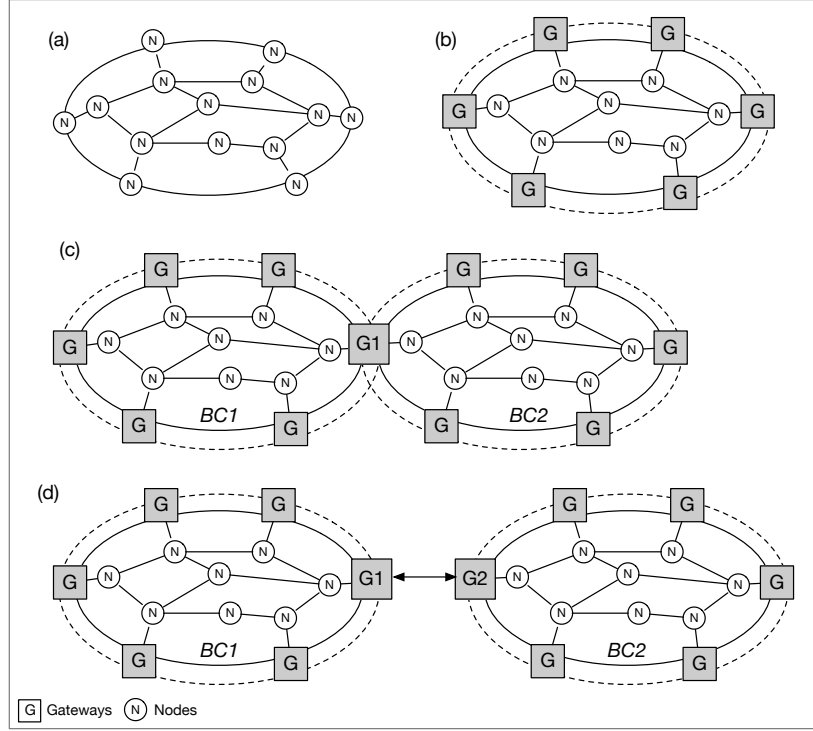 (a)
N N
N N
N N N
N N
N N N
N N
(b)
G G
N N
G N N N G
N N N
G G
(c)
G G G G
N N N N
G N N N G1 N N N G
N N N N N N
G BC1 G G BC2 G
(d)
G G G G
N N N N
G N N N G1 G2 N N N G
N N N N N N
G BC1 G G BC2 G
G Gateways N Nodes